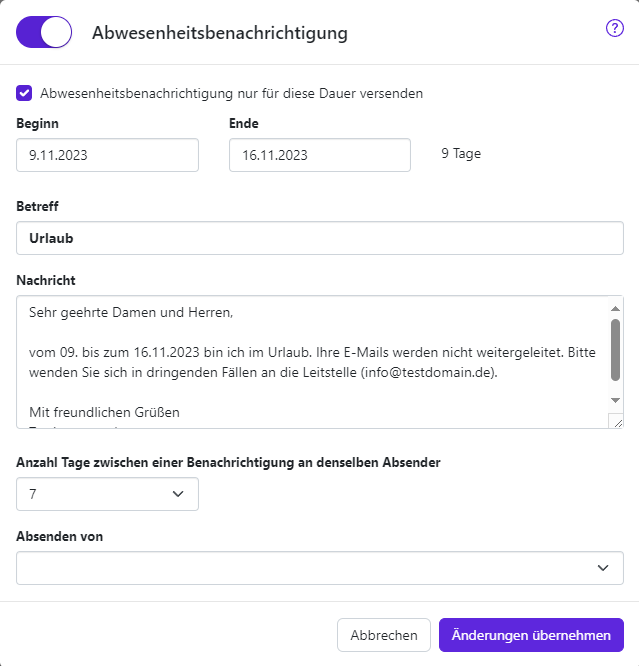 Abwesenheitsbenachrichtigung
?
Abwesenheitsbenachrichtigung nur für diese Dauer versenden
Beginn Ende
9.11.2023 16.11.2023 9 Tage
Betreff
Urlaub
Nachricht
Sehr geehrte Damen und Herren,
vom 09. bis zum 16.11.2023 bin ich im Urlaub. Ihre E-Mails werden nicht weitergeleitet. Bitte
wenden Sie sich in dringenden Fällen an die Leitstelle (info@testdomain.de).
Mit freundlichen Grüßen
Anzahl Tage zwischen einer Benachrichtigung an denselben Absender
7
Absenden von
Abbrechen Änderungen übernehmen